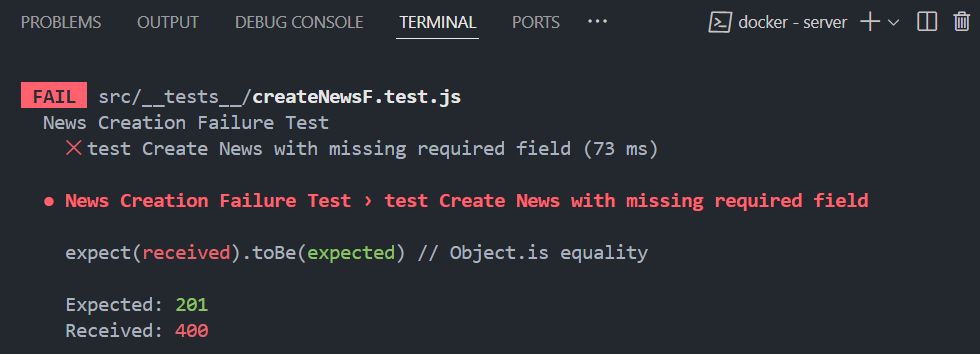 PROBLEMS OUTPUT DEBUG CONSOLE TERMINAL PORTS ··· docker - server
FAIL src/__tests__/createNewsF.test.js
News Creation Failure Test
✕ test Create News with missing required field (73 ms)
● News Creation Failure Test › test Create News with missing required field
expect(received).toBe(expected) // Object.is equality
Expected: 201
Received: 400